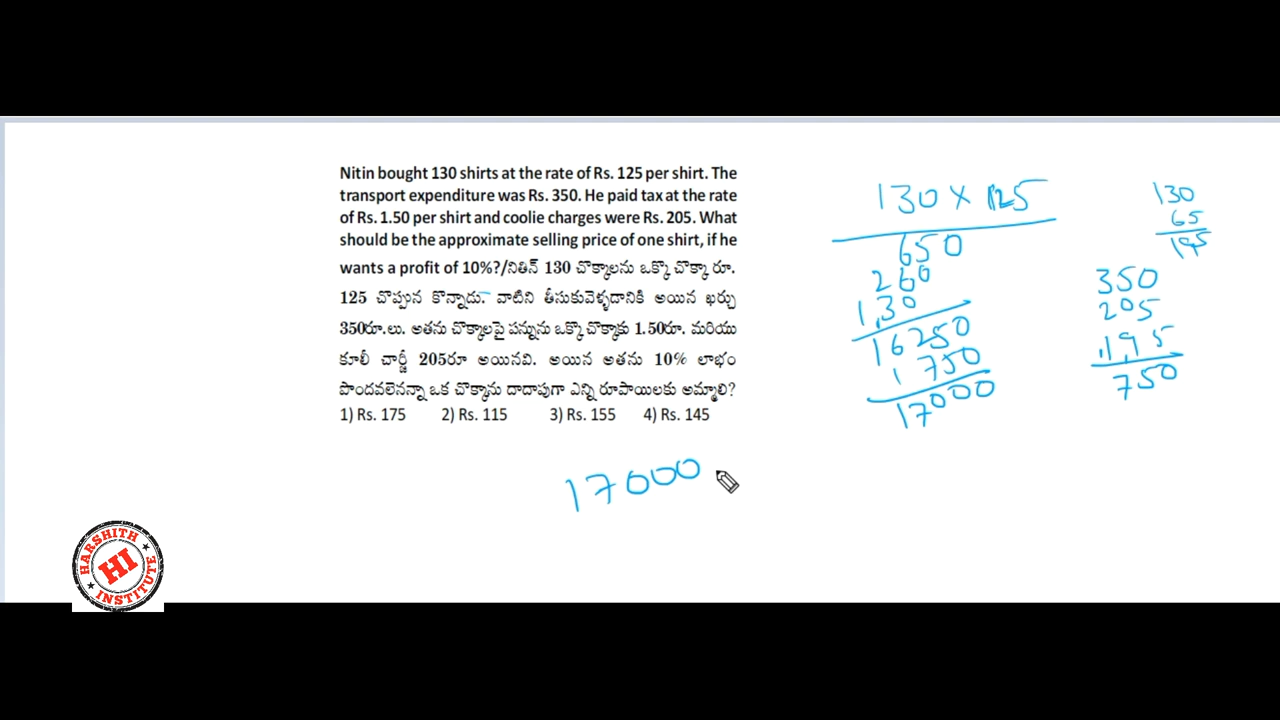 Nitin bought 130 shirts at the rate of Rs. 125 per shirt. The
transport expenditure was Rs. 350. He paid tax at the rate
of Rs. 1.50 per shirt and coolie charges were Rs. 205. What
should be the approximate selling price of one shirt, if he
wants a profit of 10%?/నితిన్ 130 చొక్కాలను ఒక్కొ చొక్కా రూ.
125 చొప్పున కొన్నాడు. వాటిని తీసుకువెళ్ళడానికి అయిన ఖర్చు
350రూ.లు. అతను చొక్కాలపై పన్నును ఒక్కొ చొక్కాకు 1.50రూ. మరియు
కూలీ చార్జీ 205రూ అయినవి. అయిన అతను 10% లాభం
పొందవలెనన్నా ఒక చొక్కాను దాదాపుగా ఎన్ని రూపాయిలకు అమ్మాలి?
1) Rs. 175 2) Rs. 115 3) Rs. 155 4) Rs. 145
17000
130 × 125
650
260
130
16250
750
17000
130
65
195
350
205
195
750
HARSHITH
HI
INSTITUTE